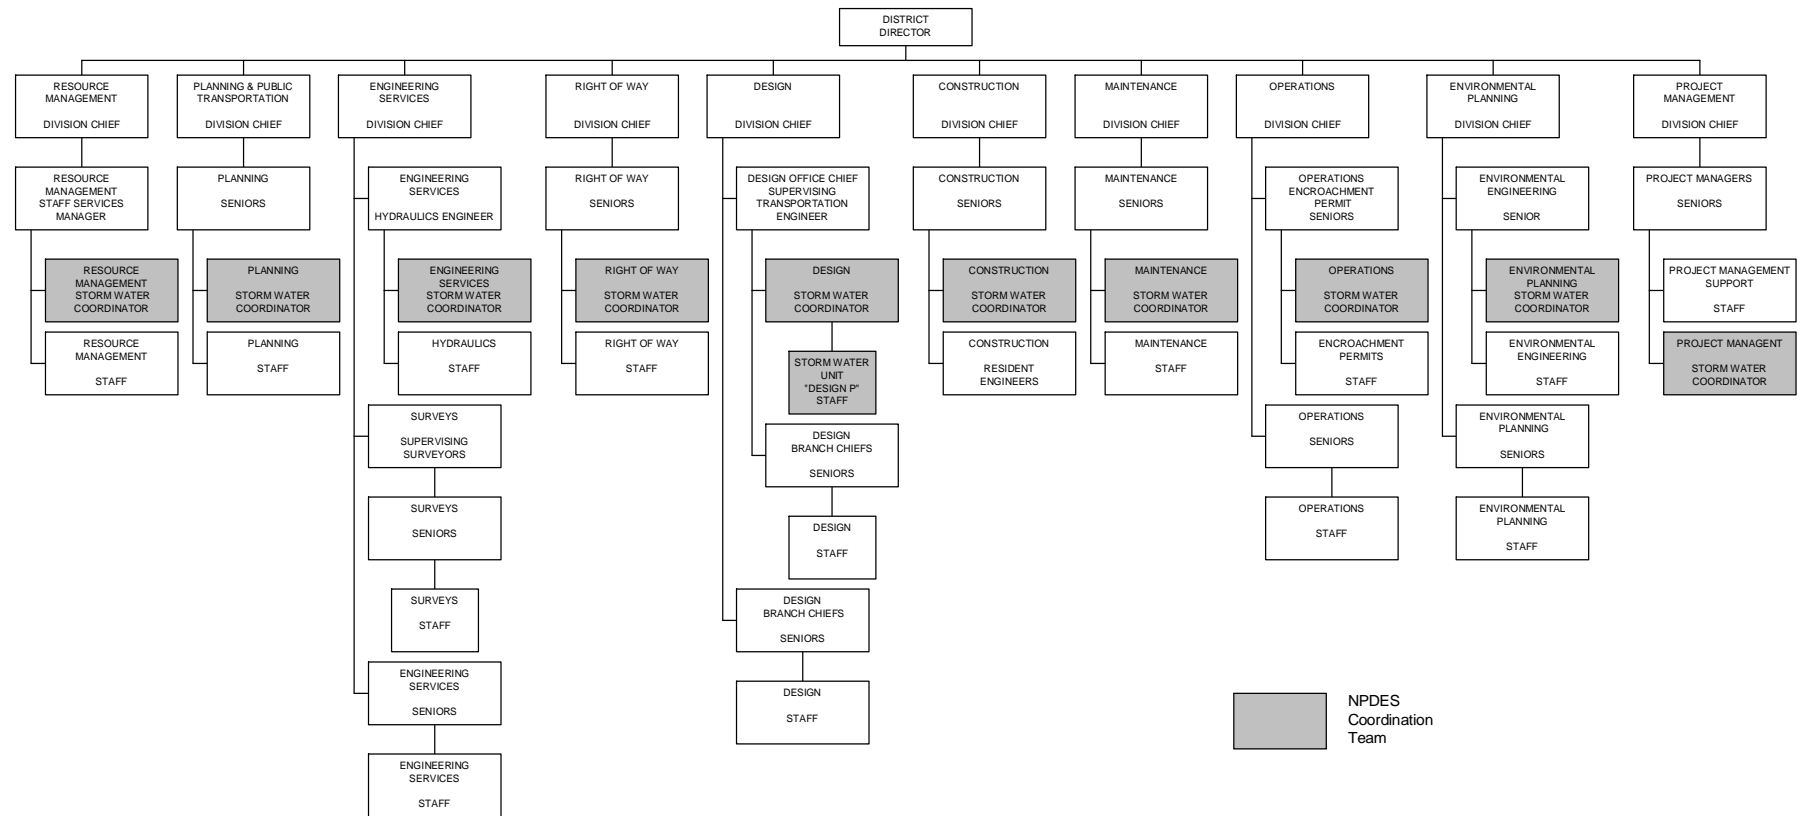 DISTRICT
DIRECTOR
RESOURCE
MANAGEMENT
DIVISION CHIEF
PLANNING & PUBLIC
TRANSPORTATION
DIVISION CHIEF
ENGINEERING
SERVICES
DIVISION CHIEF
RIGHT OF WAY
DIVISION CHIEF
DESIGN
DIVISION CHIEF
CONSTRUCTION
DIVISION CHIEF
MAINTENANCE
DIVISION CHIEF
OPERATIONS
DIVISION CHIEF
ENVIRONMENTAL
PLANNING
DIVISION CHIEF
PROJECT
MANAGEMENT
DIVISION CHIEF
RESOURCE
MANAGEMENT
STAFF SERVICES
MANAGER
PLANNING
SENIORS
ENGINEERING
SERVICES
HYDRAULICS ENGINEER
RIGHT OF WAY
SENIORS
DESIGN OFFICE CHIEF
SUPERVISING
TRANSPORTATION
ENGINEER
CONSTRUCTION
SENIORS
MAINTENANCE
SENIORS
OPERATIONS
ENCROACHMENT
PERMIT
SENIORS
ENVIRONMENTAL
ENGINEERING
SENIOR
PROJECT MANAGERS
SENIORS
RESOURCE
MANAGEMENT
STORM WATER
COORDINATOR
PLANNING
STORM WATER
COORDINATOR
ENGINEERING
SERVICES
STORM WATER
COORDINATOR
RIGHT OF WAY
STORM WATER
COORDINATOR
DESIGN
STORM WATER
COORDINATOR
CONSTRUCTION
STORM WATER
COORDINATOR
MAINTENANCE
STORM WATER
COORDINATOR
OPERATIONS
STORM WATER
COORDINATOR
ENVIRONMENTAL
PLANNING
STORM WATER
COORDINATOR
PROJECT MANAGEMENT
SUPPORT
STAFF
RESOURCE
MANAGEMENT
STAFF
PLANNING
STAFF
HYDRAULICS
STAFF
RIGHT OF WAY
STAFF
STORM WATER
UNIT
"DESIGN P"
STAFF
CONSTRUCTION
RESIDENT
ENGINEERS
MAINTENANCE
STAFF
ENCROACHMENT
PERMITS
STAFF
ENVIRONMENTAL
ENGINEERING
STAFF
PROJECT MANAGENT
STORM WATER
COORDINATOR
SURVEYS
SUPERVISING
SURVEYORS
DESIGN
BRANCH CHIEFS
SENIORS
OPERATIONS
SENIORS
ENVIRONMENTAL
PLANNING
SENIORS
SURVEYS
SENIORS
DESIGN
STAFF
OPERATIONS
STAFF
ENVIRONMENTAL
PLANNING
STAFF
SURVEYS
STAFF
DESIGN
BRANCH CHIEFS
SENIORS
ENGINEERING
SERVICES
SENIORS
DESIGN
STAFF
ENGINEERING
SERVICES
STAFF
NPDES
Coordination
Team